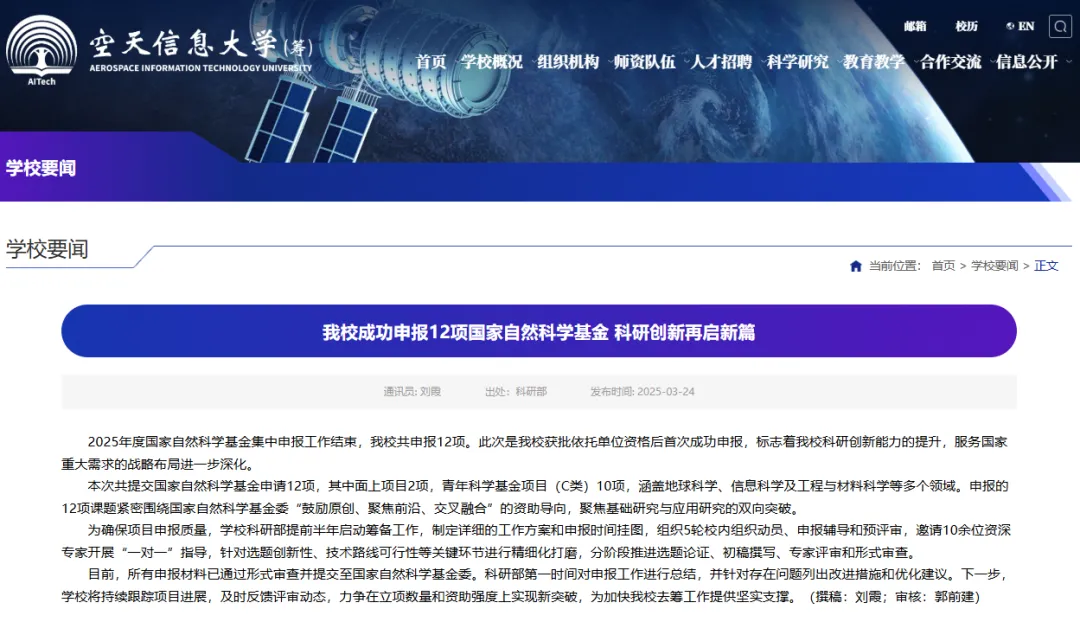 邮箱 校历 EN
空天信息大学(筹)
AEROSPACE INFORMATION TECHNOLOGY UNIVERSITY
AITech
首页 学校概况 组织机构 师资队伍 人才招聘 科学研究 教育教学 合作交流 信息公开
学校要闻
学校要闻
当前位置： 首页 > 学校要闻 > 正文
我校成功申报12项国家自然科学基金 科研创新再启新篇
通讯员: 刘霞 出处：科研部 发布时间: 2025-03-24
2025年度国家自然科学基金集中申报工作结束，我校共申报12项。此次是我校获批依托单位资格后首次成功申报，标志着我校科研创新能力的提升，服务国家
重大需求的战略布局进一步深化。
本次共提交国家自然科学基金申请12项，其中面上项目2项，青年科学基金项目（C类）10项，涵盖地球科学、信息科学及工程与材料科学等多个领域。申报的
12项课题紧密围绕国家自然科学基金委“鼓励原创、聚焦前沿、交叉融合”的资助导向，聚焦基础研究与应用研究的双向突破。
为确保项目申报质量，学校科研部提前半年启动筹备工作，制定详细的工作方案和申报时间挂图，组织5轮校内组织动员、申报辅导和预评审，邀请10余位资深
专家开展“一对一”指导，针对选题创新性、技术路线可行性等关键环节进行精细化打磨，分阶段推进选题论证、初稿撰写、专家评审和形式审查。
目前，所有申报材料已通过形式审查并提交至国家自然科学基金委。科研部第一时间对申报工作进行总结，并针对存在问题列出改进措施和优化建议。下一步，
学校将持续跟踪项目进展，及时反馈评审动态，力争在立项数量和资助强度上实现新突破，为加快我校去筹工作提供坚实支撑。（撰稿：刘霞；审核：郭前建）